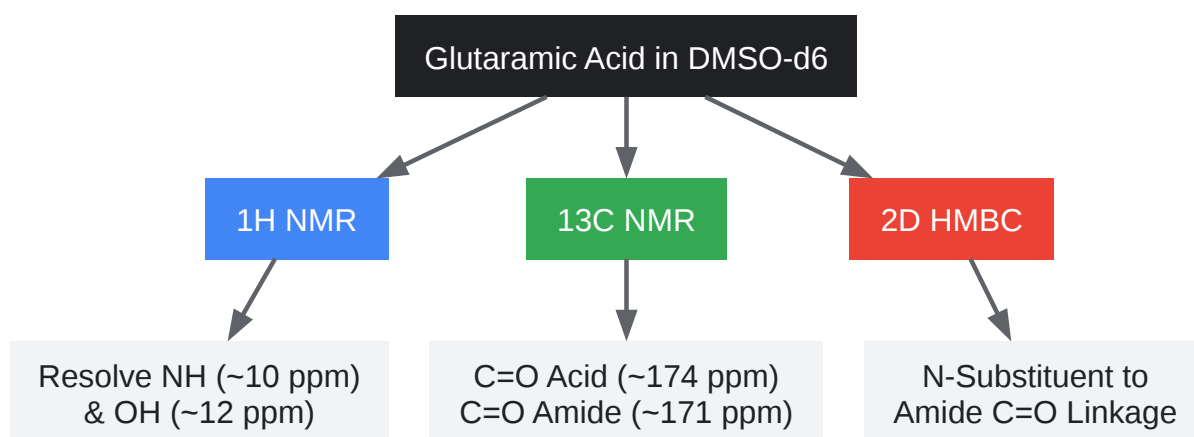 Glutaramic Acid in DMSO-d6
1H NMR
13C NMR
2D HMBC
Resolve NH (~10 ppm)
& OH (~12 ppm)
C=O Acid (~174 ppm)
C=O Amide (~171 ppm)
N-Substituent to
Amide C=O Linkage